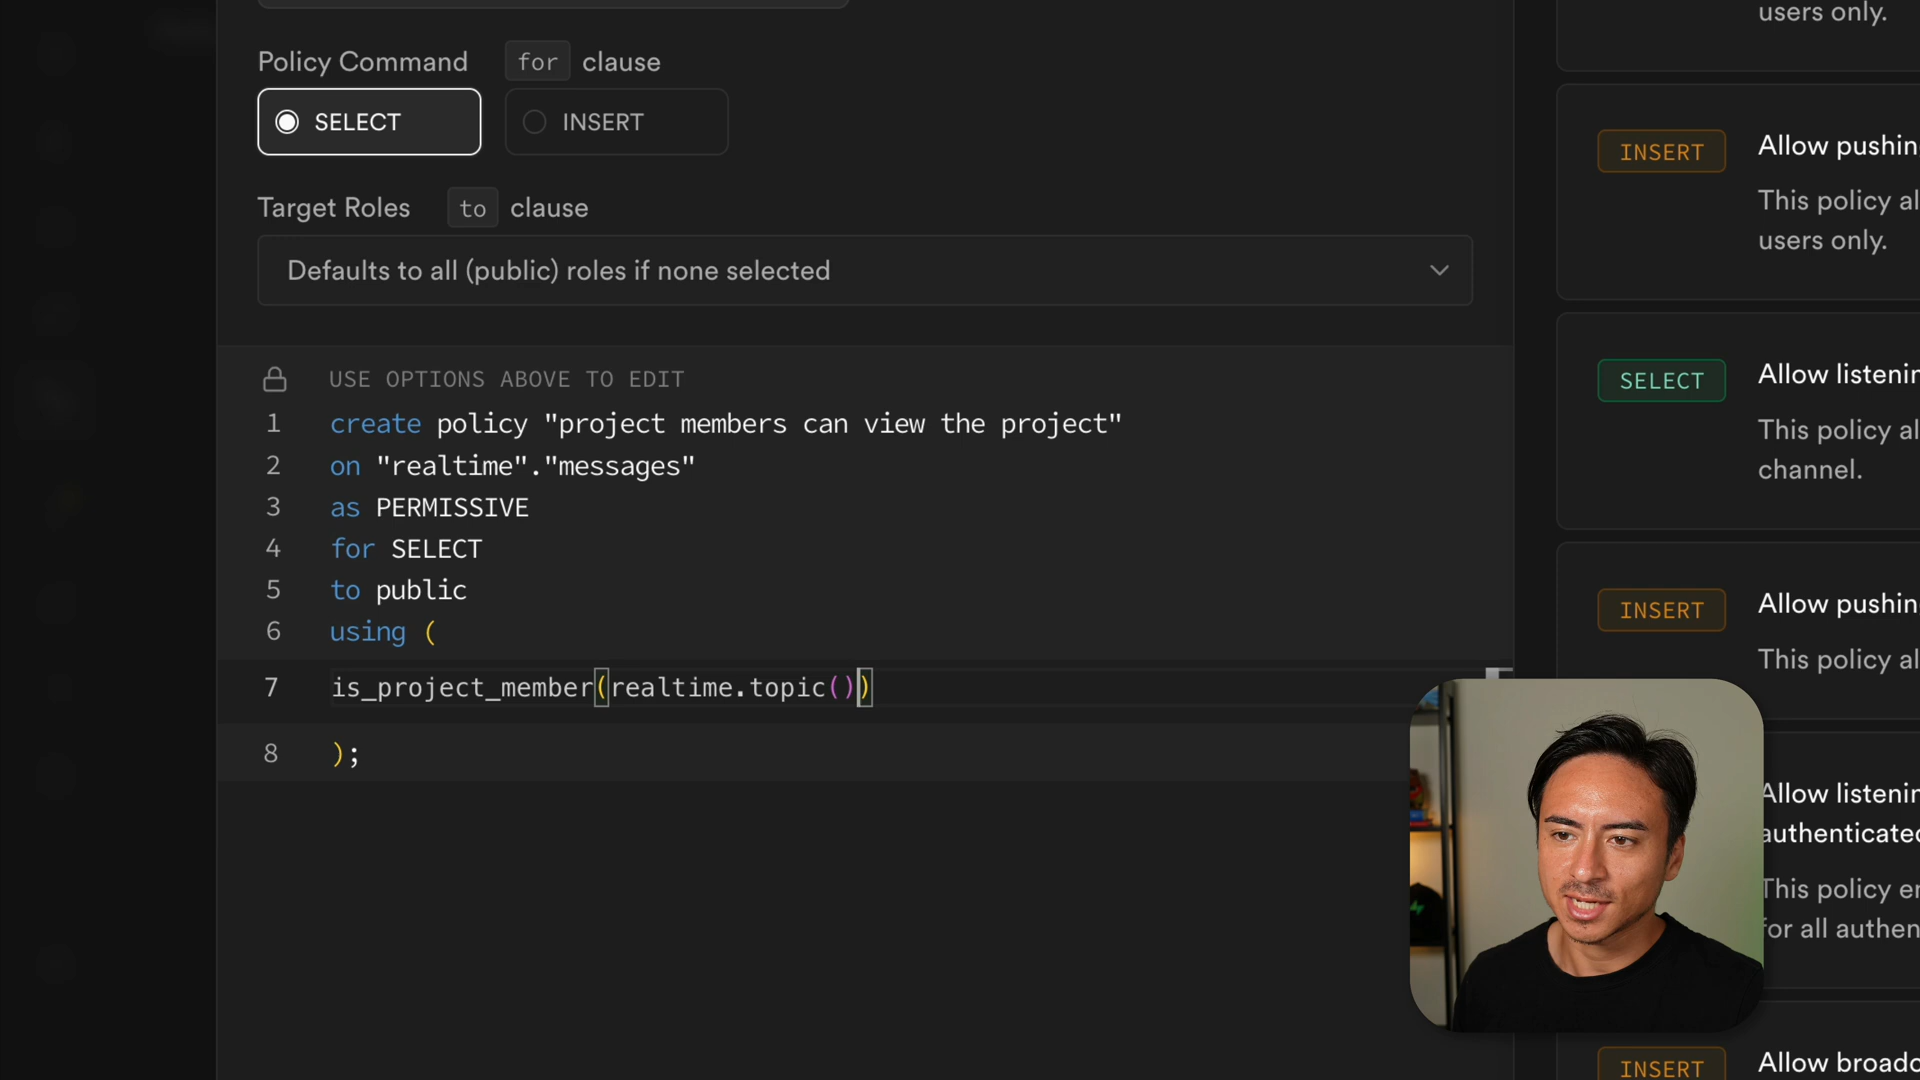 Policy Command for clause
SELECT INSERT
Target Roles to clause
Defaults to all (public) roles if none selected
USE OPTIONS ABOVE TO EDIT
1 create policy "project members can view the project"
2 on "realtime"."messages"
3 as PERMISSIVE
4 for SELECT
5 to public
6 using (
7 is_project_member(realtime.topic())
8 );
users only.
INSERT Allow pushin
This policy al
users only.
SELECT Allow listenin
This policy al
channel.
INSERT Allow pushin
This policy al
Allow listenin
authenticated
This policy en
for all authen
INSERT Allow broadc